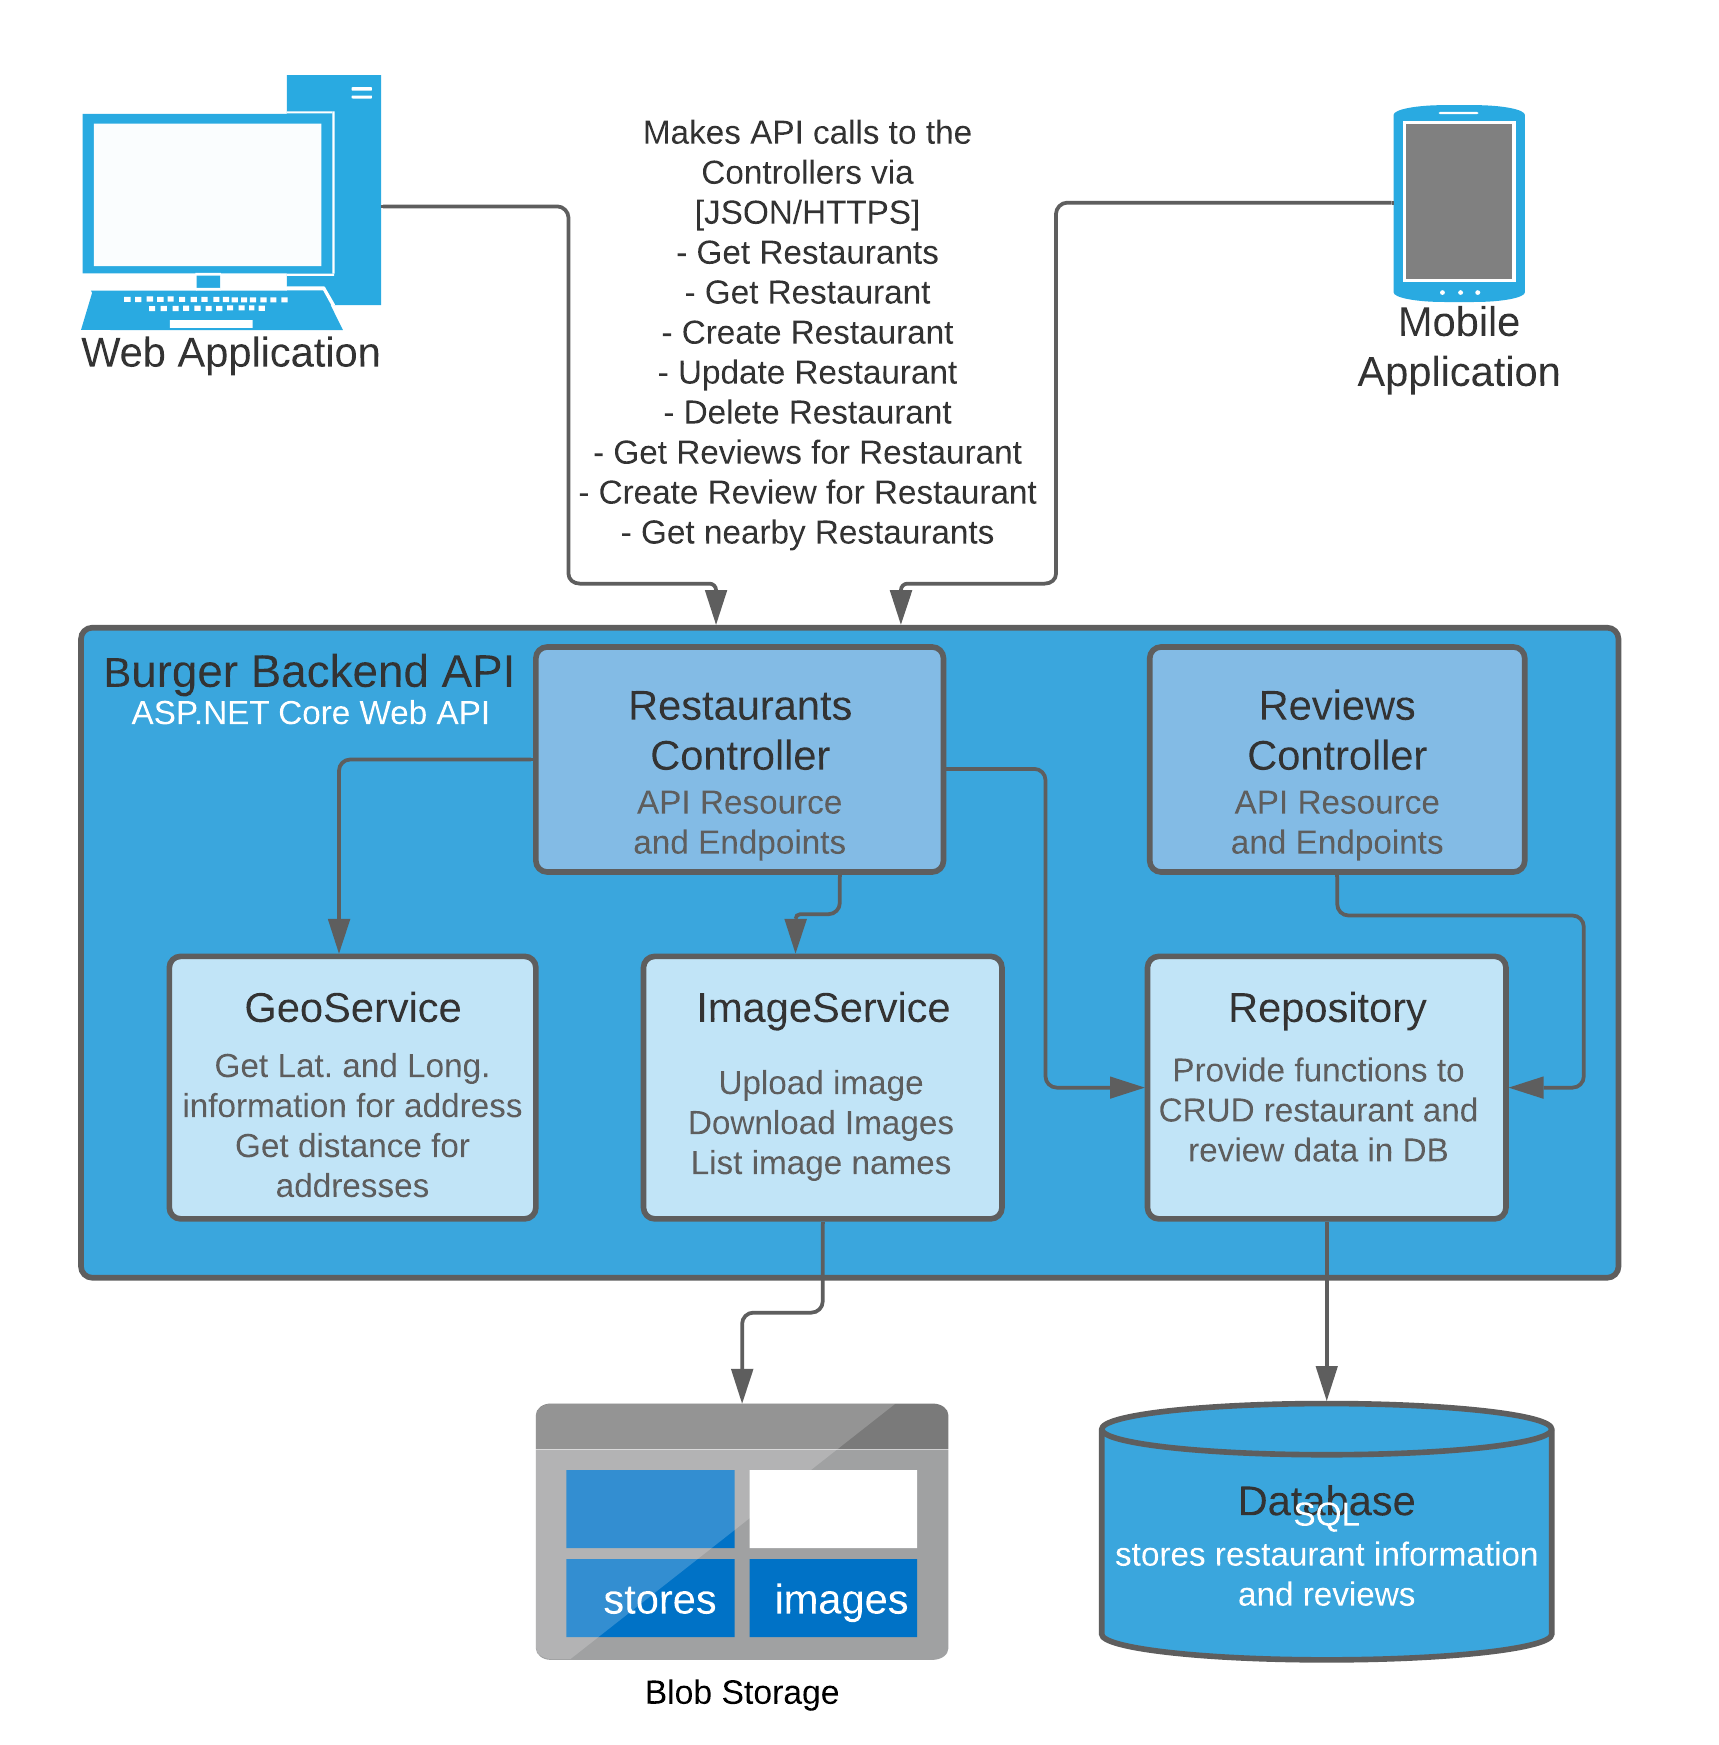 Makes API calls to the
Controllers via
[JSON/HTTPS]
- Get Restaurants
- Get Restaurant
- Create Restaurant
- Update Restaurant
- Delete Restaurant
- Get Reviews for Restaurant
- Create Review for Restaurant
- Get nearby Restaurants
Web Application
Mobile
Application
Burger Backend API
ASP.NET Core Web API
Restaurants
Controller
API Resource
and Endpoints
Reviews
Controller
API Resource
and Endpoints
GeoService
Get Lat. and Long.
information for address
Get distance for
addresses
ImageService
Upload image
Download Images
List image names
Repository
Provide functions to
CRUD restaurant and
review data in DB
stores images
Blob Storage
Database
SQL
stores restaurant information
and reviews